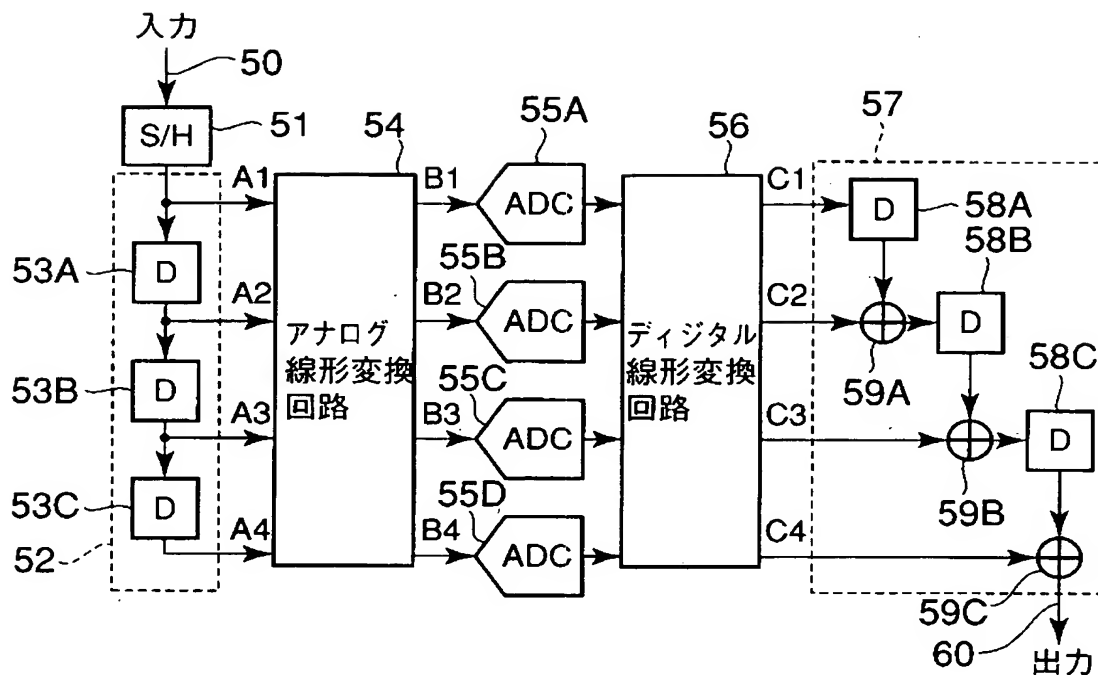 入力
50
S/H
51
52
53A
D
53B
D
53C
D
A1
A2
A3
A4
54
アナログ
線形変換
回路
B1
B2
B3
B4
55A
ADC
55B
ADC
55C
ADC
55D
ADC
56
ディジタル
線形変換
回路
C1
C2
C3
C4
57
D
58A
58B
D
59A
58C
D
59B
59C
60
出力